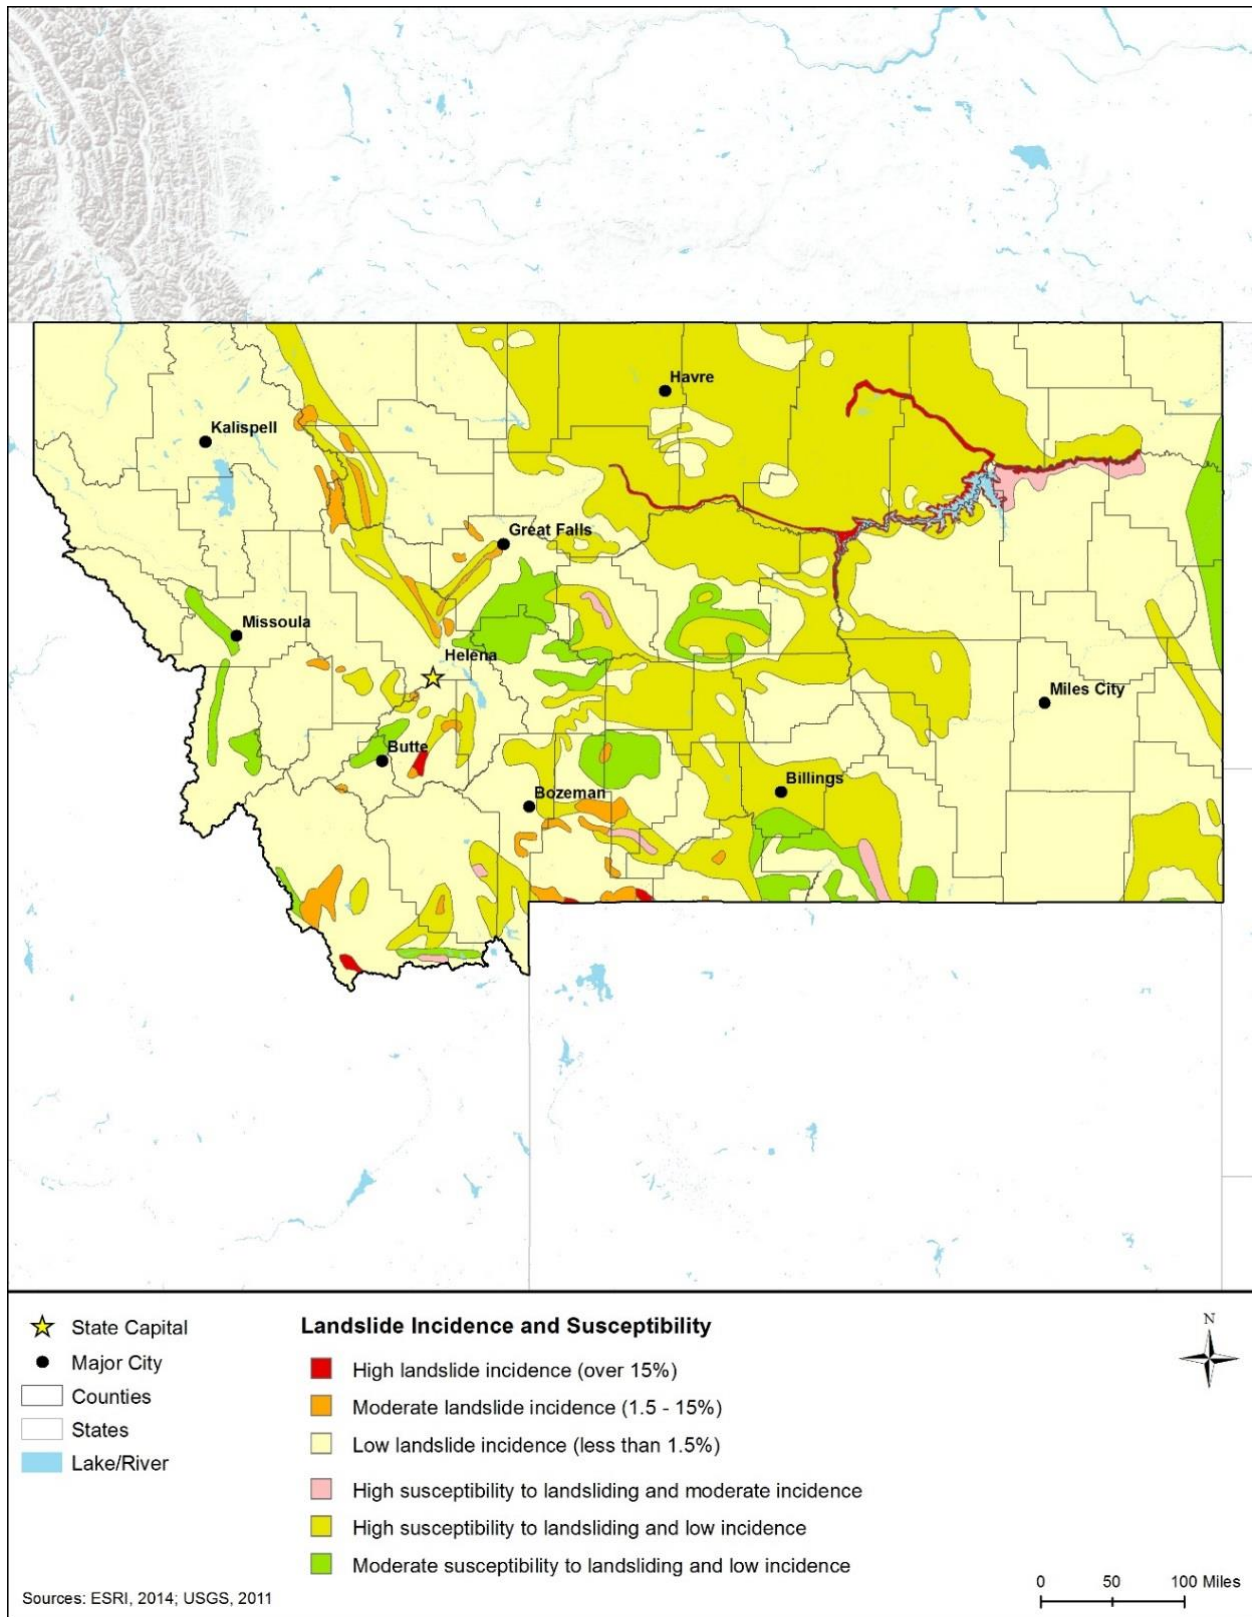 Havre
Kalispell
Great Falls
Missoula
Helena
Miles City
Butte
Billings
Bozeman
State Capital
Major City
Counties
States
Lake/River
Landslide Incidence and Susceptibility
High landslide incidence (over 15%)
Moderate landslide incidence (1.5 - 15%)
Low landslide incidence (less than 1.5%)
High susceptibility to landsliding and moderate incidence
High susceptibility to landsliding and low incidence
Moderate susceptibility to landsliding and low incidence
N
0 50 100 Miles
Sources: ESRI, 2014; USGS, 2011